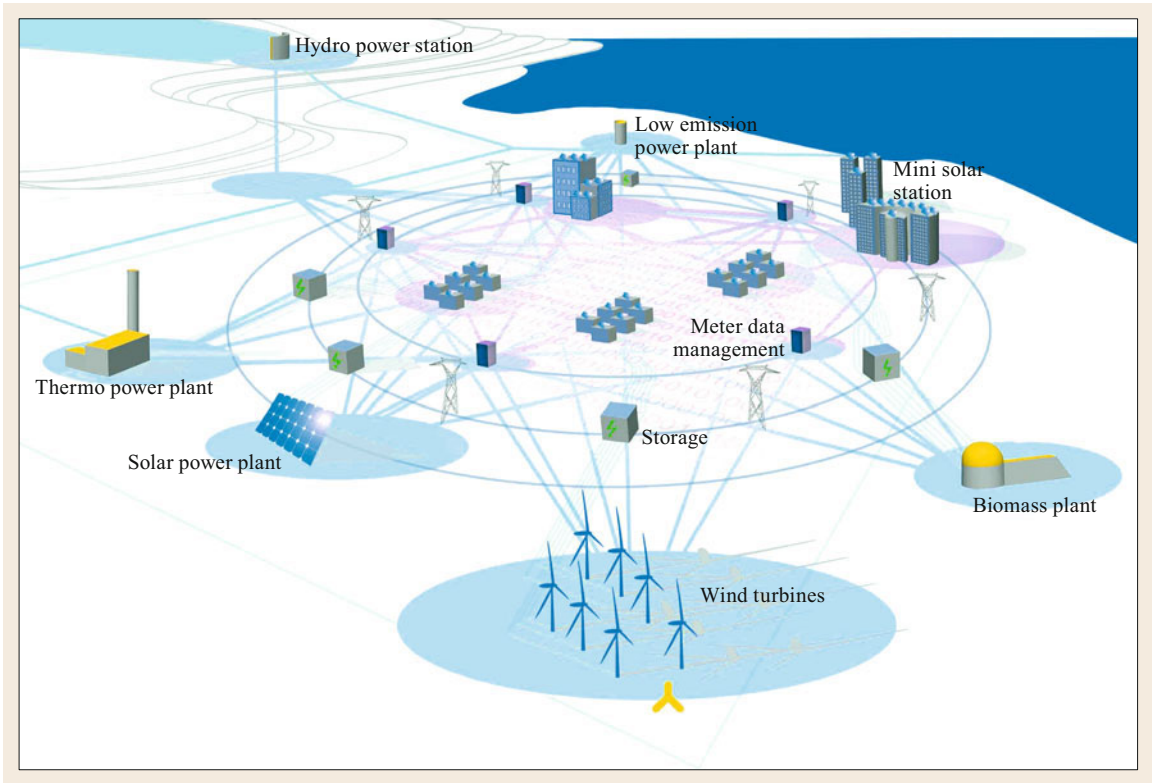 Hydro power station
Low emission
power plant
Mini solar
station
Meter data
management
Thermo power plant
Storage
Solar power plant
Biomass plant
Wind turbines